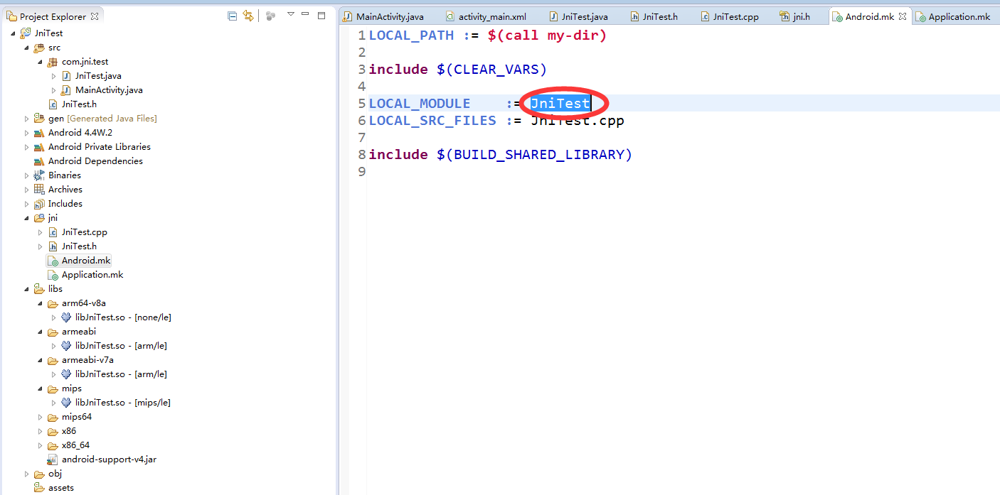 Project Explorer
JniTest
src
com.jni.test
JniTest.java
MainActivity.java
JniTest.h
gen [Generated Java Files]
Android 4.4W.2
Android Private Libraries
Android Dependencies
Binaries
Archives
Includes
jni
JniTest.cpp
JniTest.h
Android.mk
Application.mk
libs
arm64-v8a
libJniTest.so - [none/le]
armeabi
libJniTest.so - [arm/le]
armeabi-v7a
libJniTest.so - [arm/le]
mips
libJniTest.so - [mips/le]
mips64
x86
x86_64
android-support-v4.jar
obj
assets
MainActivity.java activity_main.xml JniTest.java JniTest.h JniTest.cpp jni.h Android.mk Application.mk
1 LOCAL_PATH := $(call my-dir)
2
3 include $(CLEAR_VARS)
4
5 LOCAL_MODULE    := JniTest
6 LOCAL_SRC_FILES := JniTest.cpp
7
8 include $(BUILD_SHARED_LIBRARY)
9